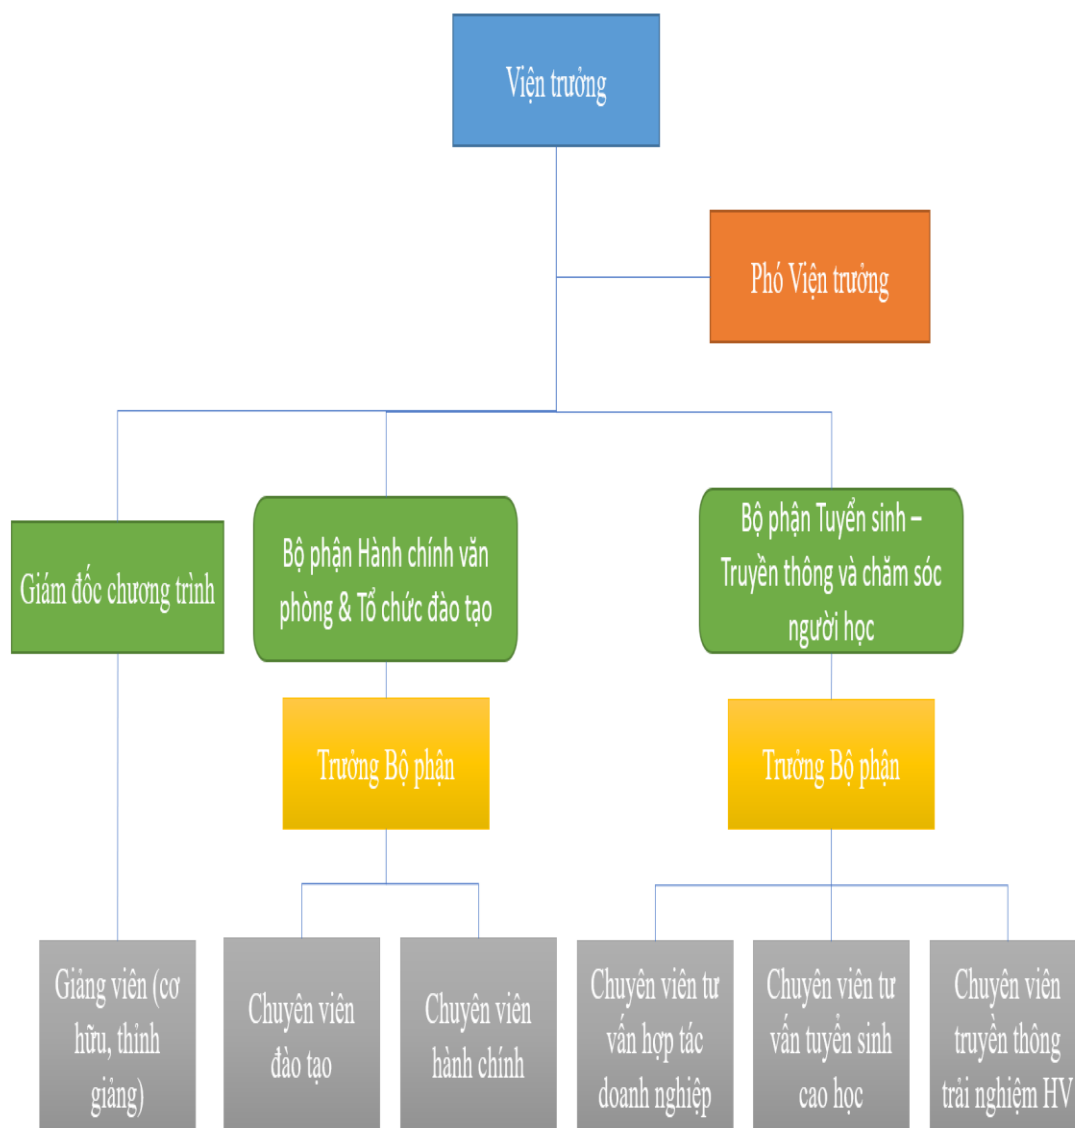 Viện trưởng
Phó Viện trưởng
Giám đốc chương trình
Bộ phận Hành chính văn
phòng & Tổ chức đào tạo
Bộ phận Tuyển sinh –
Truyền thông và chăm sóc
người học
Trưởng Bộ phận
Trưởng Bộ phận
Giảng viên (cơ
hữu, thỉnh
giảng)
Chuyên viên
đào tạo
Chuyên viên
hành chính
Chuyên viên tư
vấn hợp tác
doanh nghiệp
Chuyên viên tư
vấn tuyển sinh
cao học
Chuyên viên
truyền thông
trải nghiệm HV